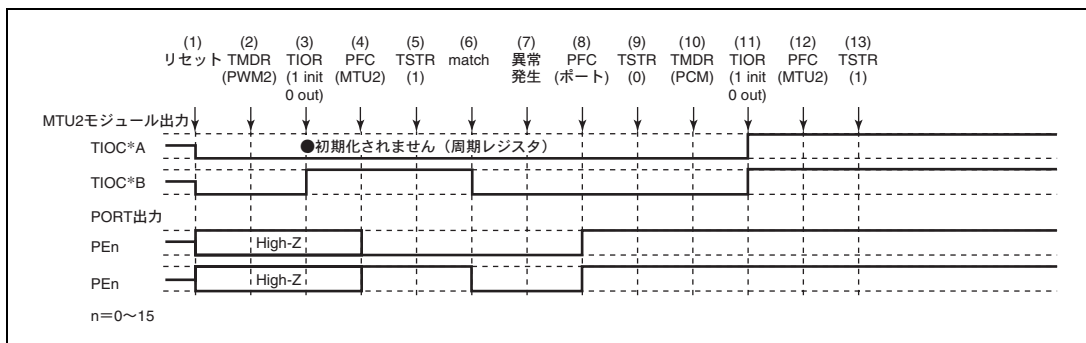 (1) (2) (3) (4) (5) (6) (7) (8) (9) (10) (11) (12) (13)
リセット TMDR TIOR PFC TSTR match 異常 PFC TSTR TMDR TIOR PFC TSTR
(PWM2) (1 init (MTU2) (1) 発生 (ポート) (0) (PCM) (1 init (MTU2) (1)
0 out) 0 out)
MTU2モジュール出力
TIOC*A ●初期化されません(周期レジスタ)
TIOC*B
PORT出力
PEn High-Z
PEn High-Z
n=0〜15